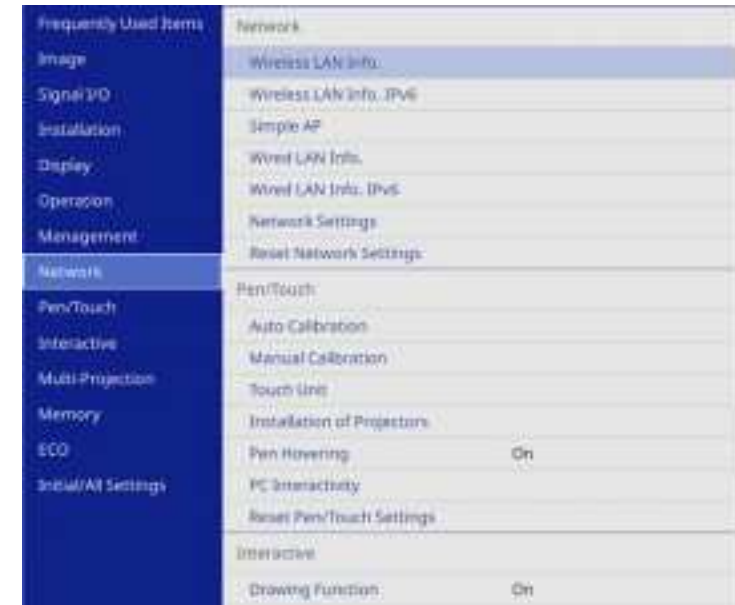 Frequently Used Items
Image
Signal I/O
Installation
Display
Operation
Management
Network
Pen/Touch
Interactive
Multi-Projection
Memory
ECO
Initial/All Settings
Network
Wireless LAN Info.
Wireless LAN Info. IPv6
Simple AP
Wired LAN Info.
Wired LAN Info. IPv6
Network Settings
Reset Network Settings
Pen/Touch
Auto Calibration
Manual Calibration
Touch Unit
Installation of Projectors
Pen Hovering On
PC Interactivity
Reset Pen/Touch Settings
Interactive
Drawing Function On